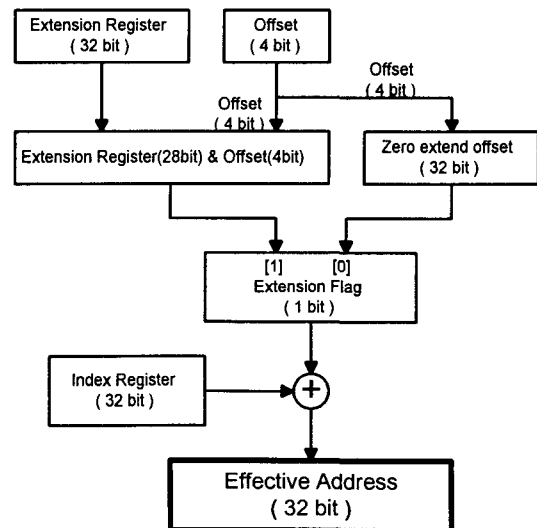 Extension Register
( 32 bit )
Offset
( 4 bit )
Offset
( 4 bit )
Offset
( 4 bit )
Extension Register(28bit) & Offset(4bit)
Zero extend offset
( 32 bit )
[1] [0]
Extension Flag
( 1 bit )
Index Register
( 32 bit )
+
Effective Address
( 32 bit )